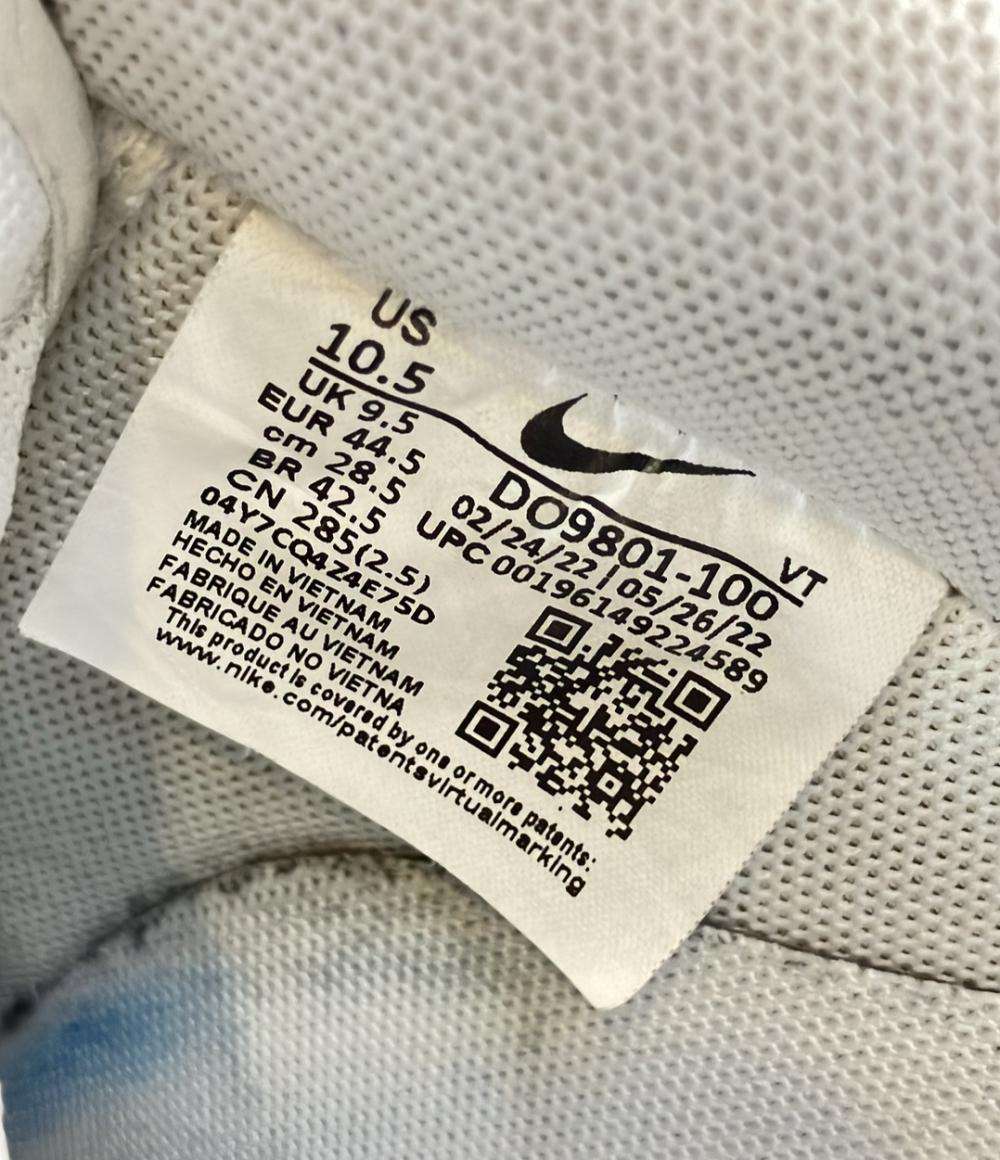 US
10.5
UK 9.5
EUR 44.5
cm 28.5
BR 42.5
CN 285(2.5)
04Y7CQ4Z4E75D
MADE IN VIETNAM
HECHO EN VIETNAM
FABRIQUE AU VIETNAM
FABRICADO NO VIETNA
This product is covered by one or more patents:
www.nike.com/patentsvirtualmarking
VT
DO9801-100
02/24/22 | 05/26/22
UPC 00196149224589